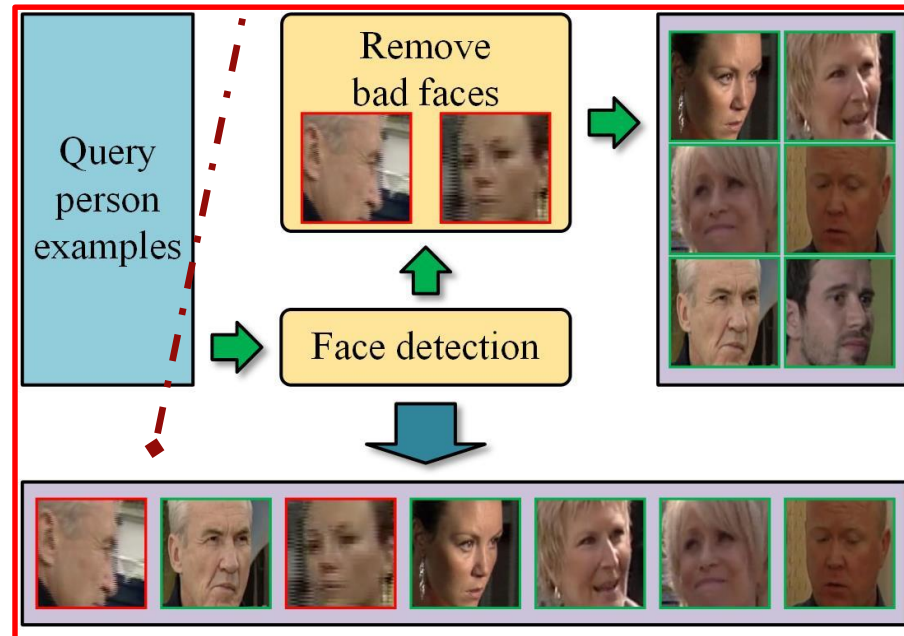 Query
person
examples
Remove
bad faces
Face detection